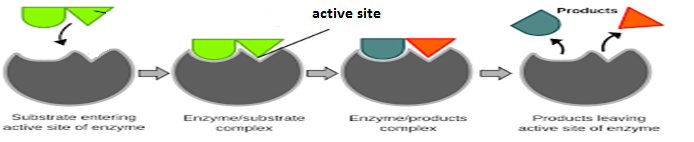 active site
Products
Substrate entering
active site of enzyme
Enzyme/substrate
complex
Enzyme/products
complex
Products leaving
active site of enzyme